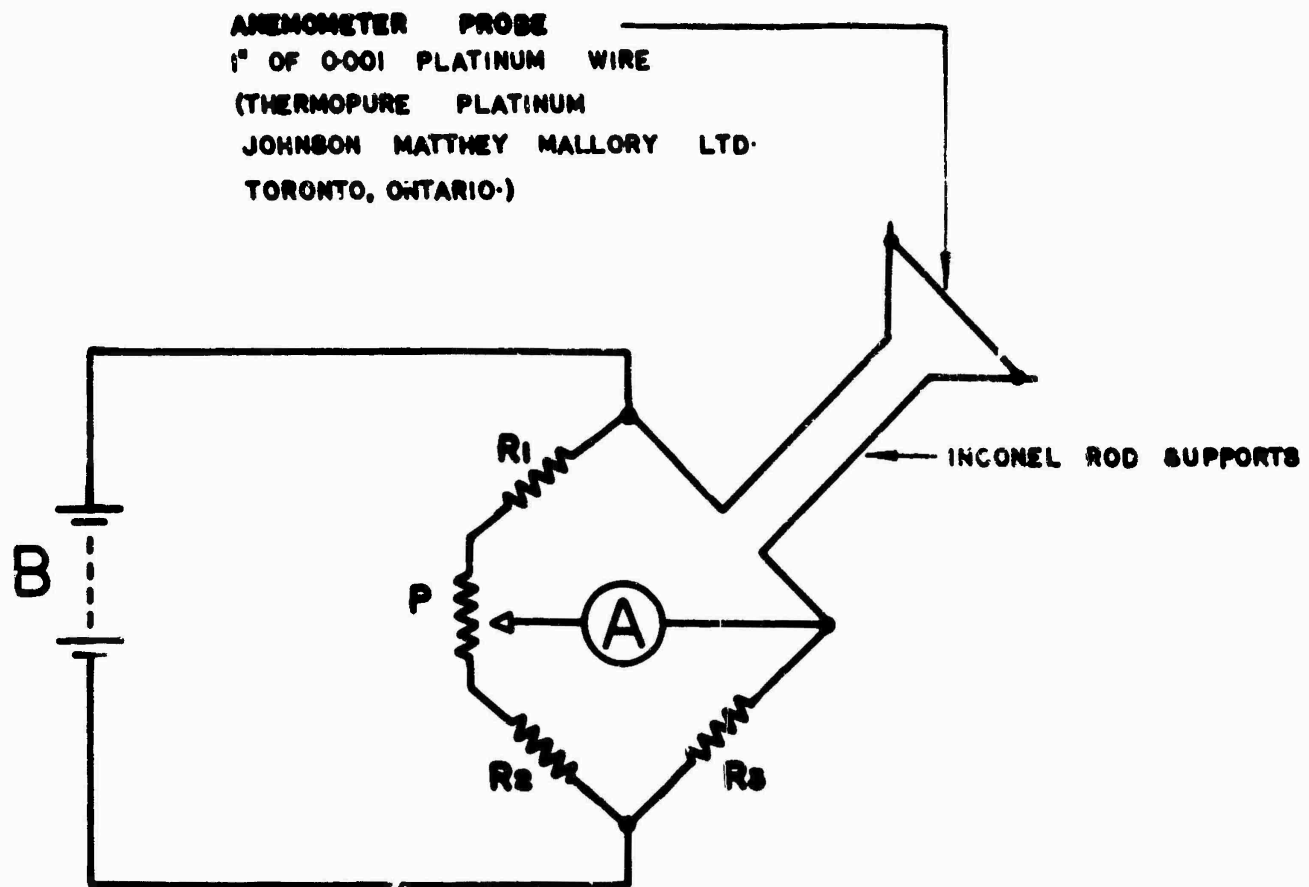 ANEMOMETER PROBE
1" OF 0·001 PLATINUM WIRE
(THERMOPURE PLATINUM
JOHNSON MATTHEY MALLORY LTD·
TORONTO, ONTARIO·)
INCONEL ROD SUPPORTS
R1
B
P
A
R2
R3